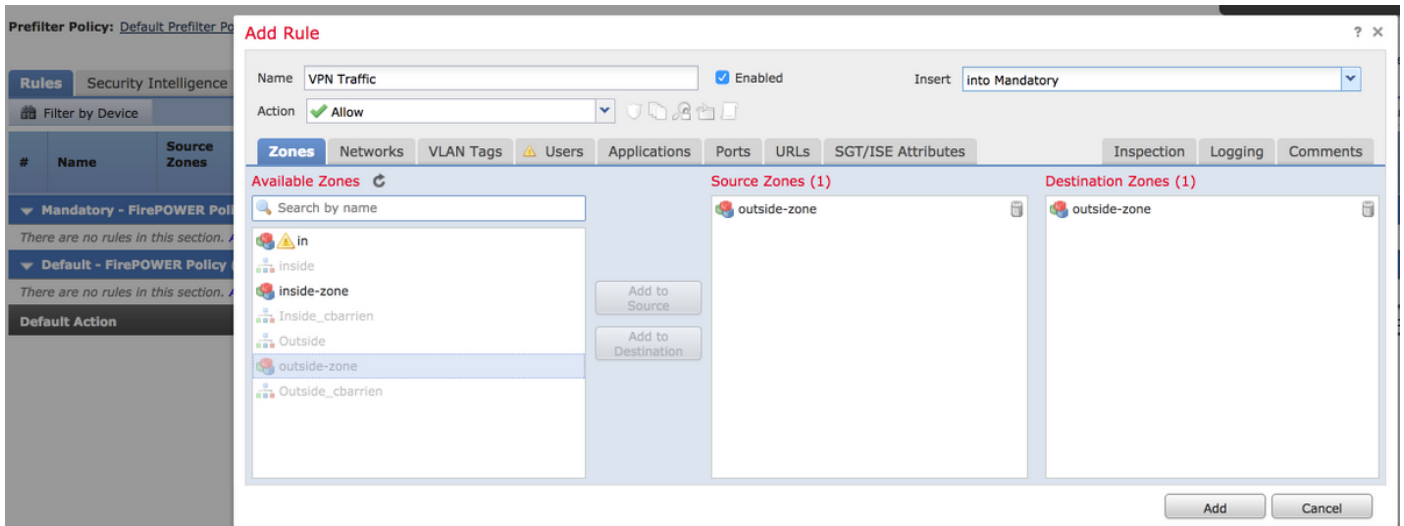 Prefilter Policy: Default Prefilter Po
Rules Security Intelligence
Filter by Device
# Name Source Zones
Mandatory - FirePOWER Poli
There are no rules in this section.
Default - FirePOWER Policy
There are no rules in this section.
Default Action
Add Rule ? ×
Name VPN Traffic Enabled Insert into Mandatory
Action Allow
Zones Networks VLAN Tags Users Applications Ports URLs SGT/ISE Attributes Inspection Logging Comments
Available Zones Source Zones (1) Destination Zones (1)
Search by name outside-zone outside-zone
in
inside
inside-zone
Inside_cbarrien
Outside
outside-zone
Outside_cbarrien
Add to
Source
Add to
Destination
Add Cancel